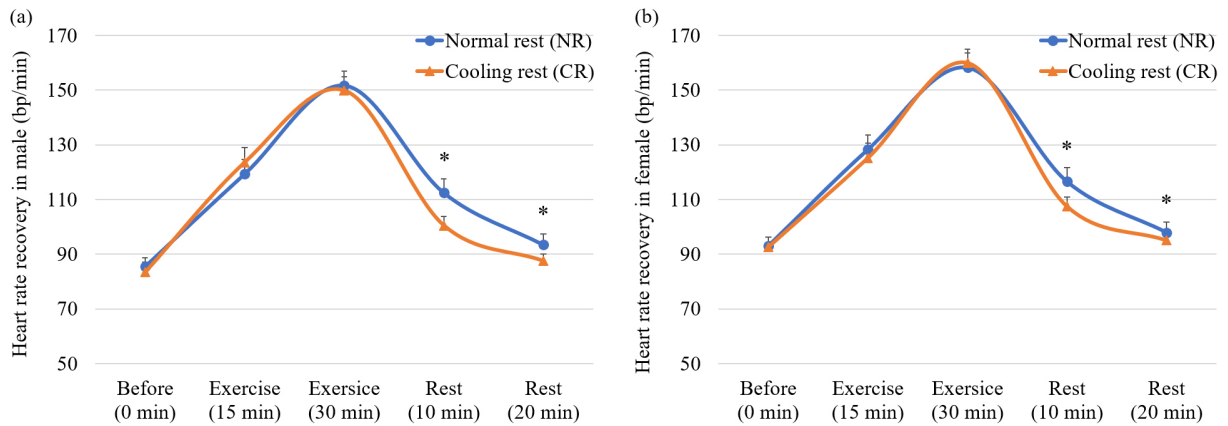 (a)
170
150
130
110
90
70
50
Heart rate recovery in male (bp/min)
Normal rest (NR)
Cooling rest (CR)
*
*
Before
(0 min)
Exercise
(15 min)
Exersice
(30 min)
Rest
(10 min)
Rest
(20 min)
(b)
170
150
130
110
90
70
50
Heart rate recovery in female (bp/min)
Normal rest (NR)
Cooling rest (CR)
*
*
Before
(0 min)
Exercise
(15 min)
Exersice
(30 min)
Rest
(10 min)
Rest
(20 min)